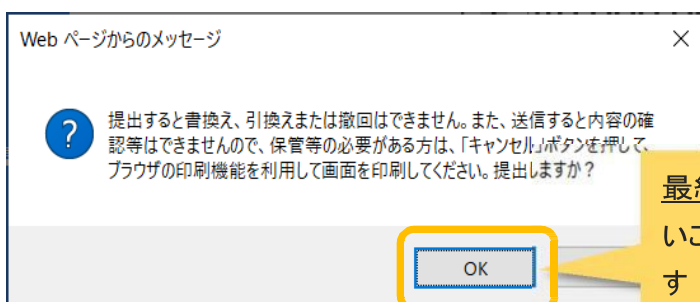 Web ページからのメッセージ
提出すると書換え、引換えまたは撤回はできません。また、送信すると内容の確
認等はできませんので、保管等の必要がある方は、「キャンセル」ボタンを押して、
ブラウザの印刷機能を利用して画面を印刷してください。提出しますか？
最終
いこ
す
OK